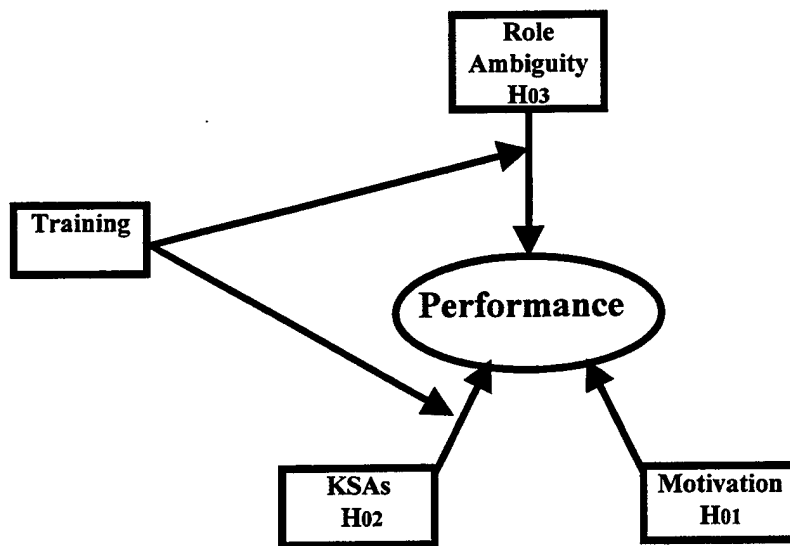 Role
Ambiguity
H03
Training
Performance
KSAs
H02
Motivation
H01